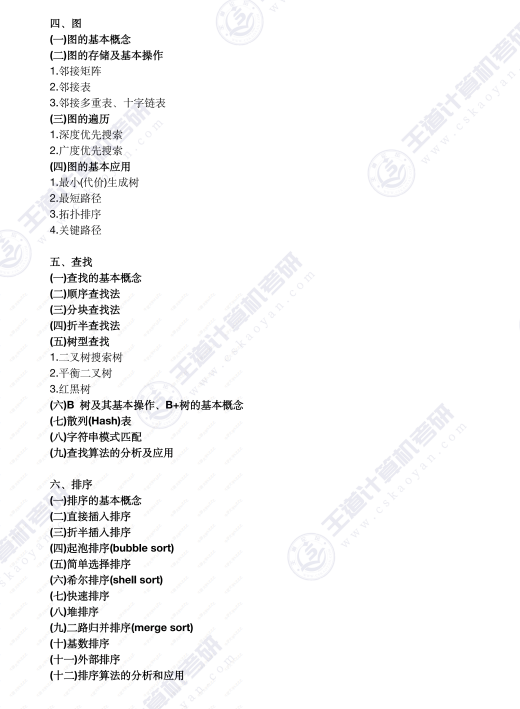 四、图
(一)图的基本概念
(二)图的存储及基本操作
1.邻接矩阵
2.邻接表
3.邻接多重表、十字链表
(三)图的遍历
1.深度优先搜索
2.广度优先搜索
(四)图的基本应用
1.最小(代价)生成树
2.最短路径
3.拓扑排序
4.关键路径
五、查找
(一)查找的基本概念
(二)顺序查找法
(三)分块查找法
(四)折半查找法
(五)树型查找
1.二叉树搜索树
2.平衡二叉树
3.红黑树
(六)B 树及其基本操作、B+树的基本概念
(七)散列(Hash)表
(八)字符串模式匹配
(九)查找算法的分析及应用
六、排序
(一)排序的基本概念
(二)直接插入排序
(三)折半插入排序
(四)起泡排序(bubble sort)
(五)简单选择排序
(六)希尔排序(shell sort)
(七)快速排序
(八)堆排序
(九)二路归并排序(merge sort)
(十)基数排序
(十一)外部排序
(十二)排序算法的分析和应用
王道计算机考研
www.cskaoyan.com